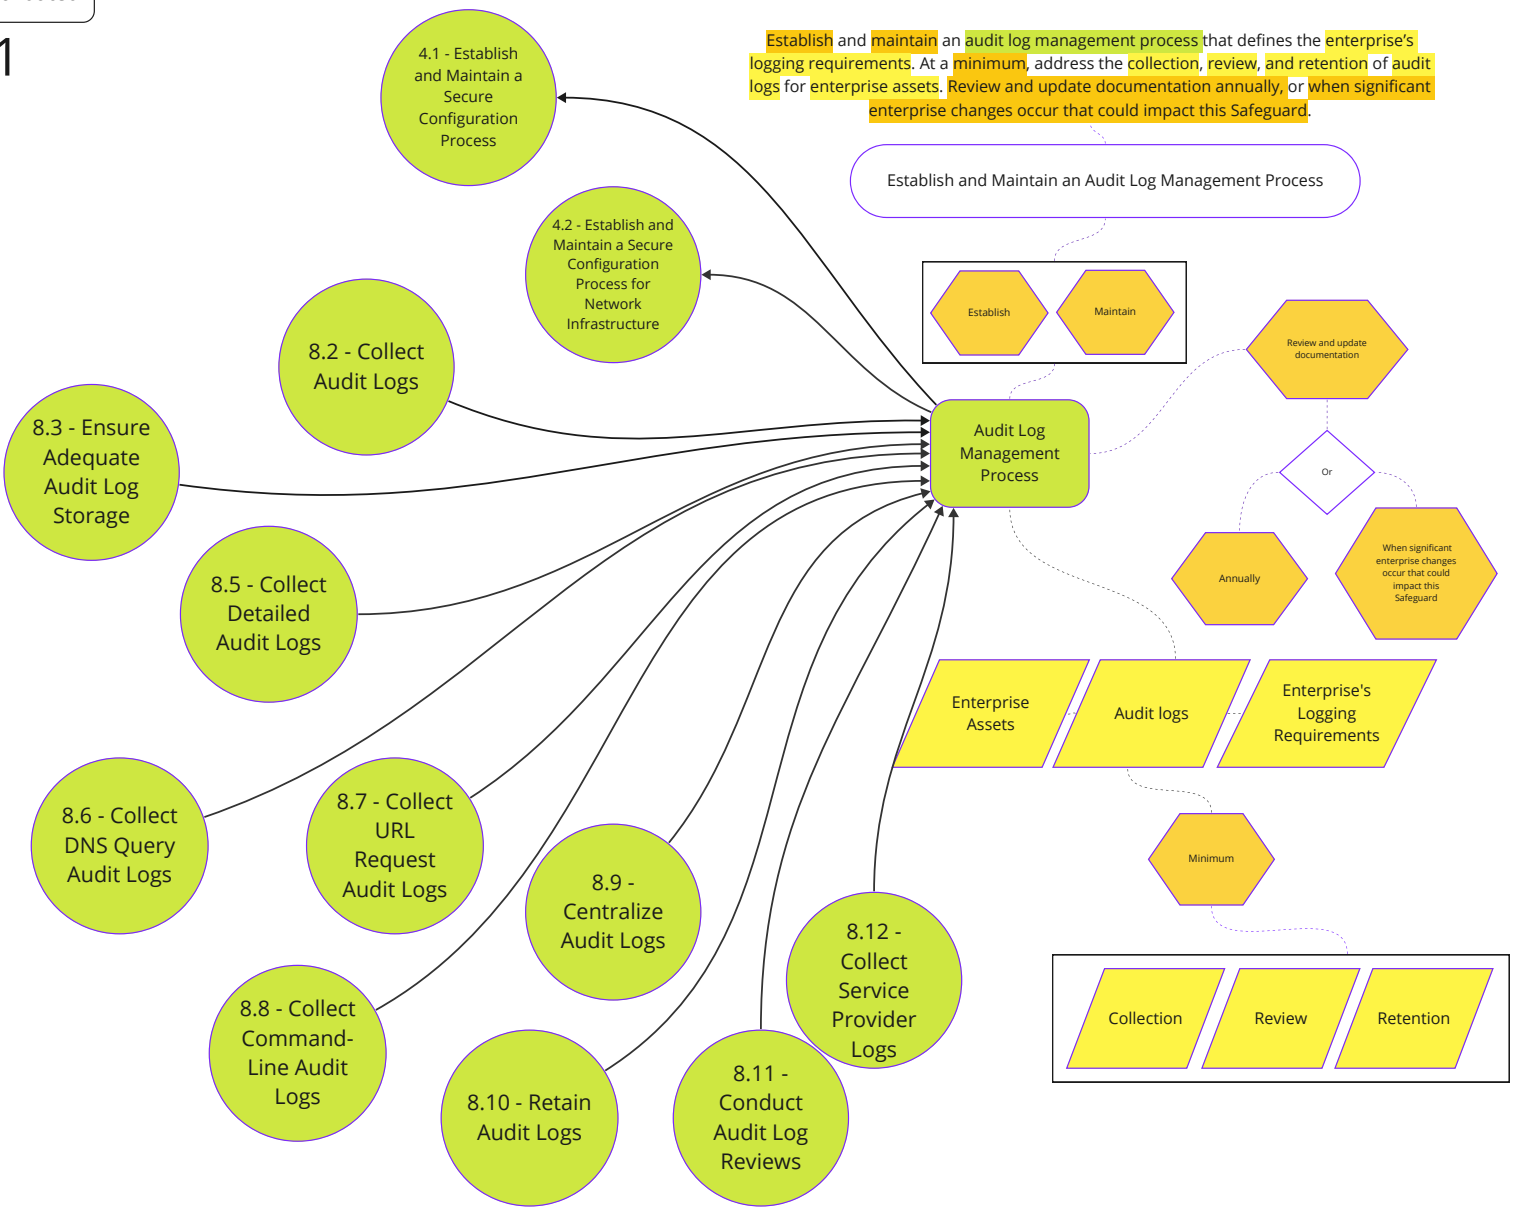 1
Establish and maintain an audit log management process that defines the enterprise's
logging requirements. At a minimum, address the collection, review, and retention of audit
logs for enterprise assets. Review and update documentation annually, or when significant
enterprise changes occur that could impact this Safeguard.
Establish and Maintain an Audit Log Management Process
Establish
Maintain
Review and update
documentation
Or
Annually
When significant
enterprise changes
occur that could
impact this
Safeguard
Audit Log
Management
Process
4.1 - Establish
and Maintain a
Secure
Configuration
Process
4.2 - Establish and
Maintain a Secure
Configuration
Process for
Network
Infrastructure
8.2 - Collect
Audit Logs
8.3 - Ensure
Adequate
Audit Log
Storage
8.5 - Collect
Detailed
Audit Logs
8.6 - Collect
DNS Query
Audit Logs
8.7 - Collect
URL
Request
Audit Logs
8.8 - Collect
Command-
Line Audit
Logs
8.9 -
Centralize
Audit Logs
8.10 - Retain
Audit Logs
8.11 -
Conduct
Audit Log
Reviews
8.12 -
Collect
Service
Provider
Logs
Enterprise
Assets
Audit logs
Enterprise's
Logging
Requirements
Minimum
Collection
Review
Retention